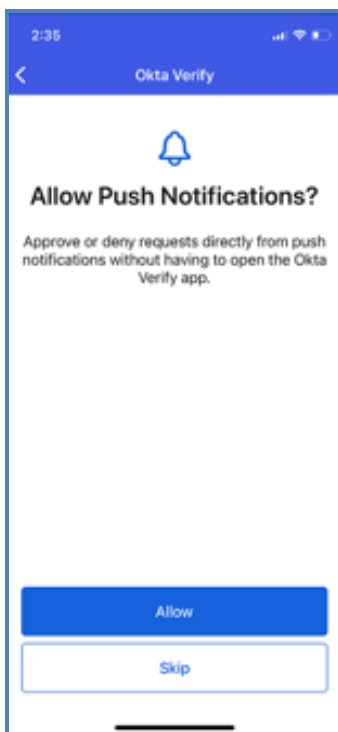 2:35
Okta Verify
Allow Push Notifications?
Approve or deny requests directly from push
notifications without having to open the Okta
Verify app.
Allow
Skip